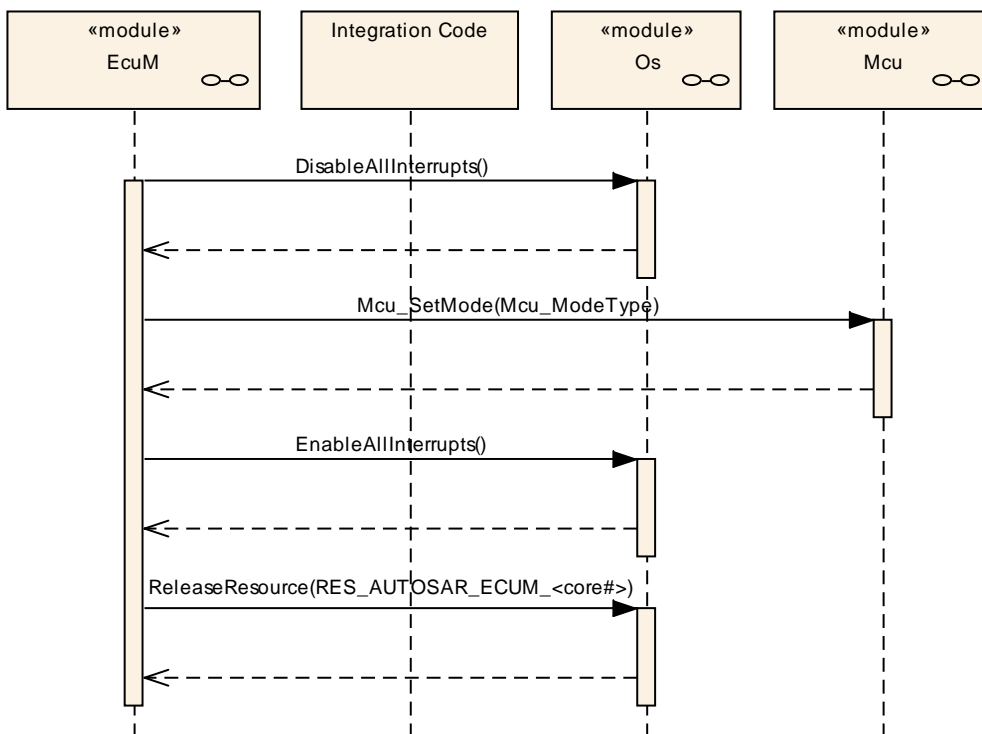 «module»
EcuM
Integration Code
«module»
Os
«module»
Mcu
DisableAllInterrupts()
Mcu_SetMode(Mcu_ModeType)
EnableAllInterrupts()
ReleaseResource(RES_AUTOSAR_ECUM_<core#>)